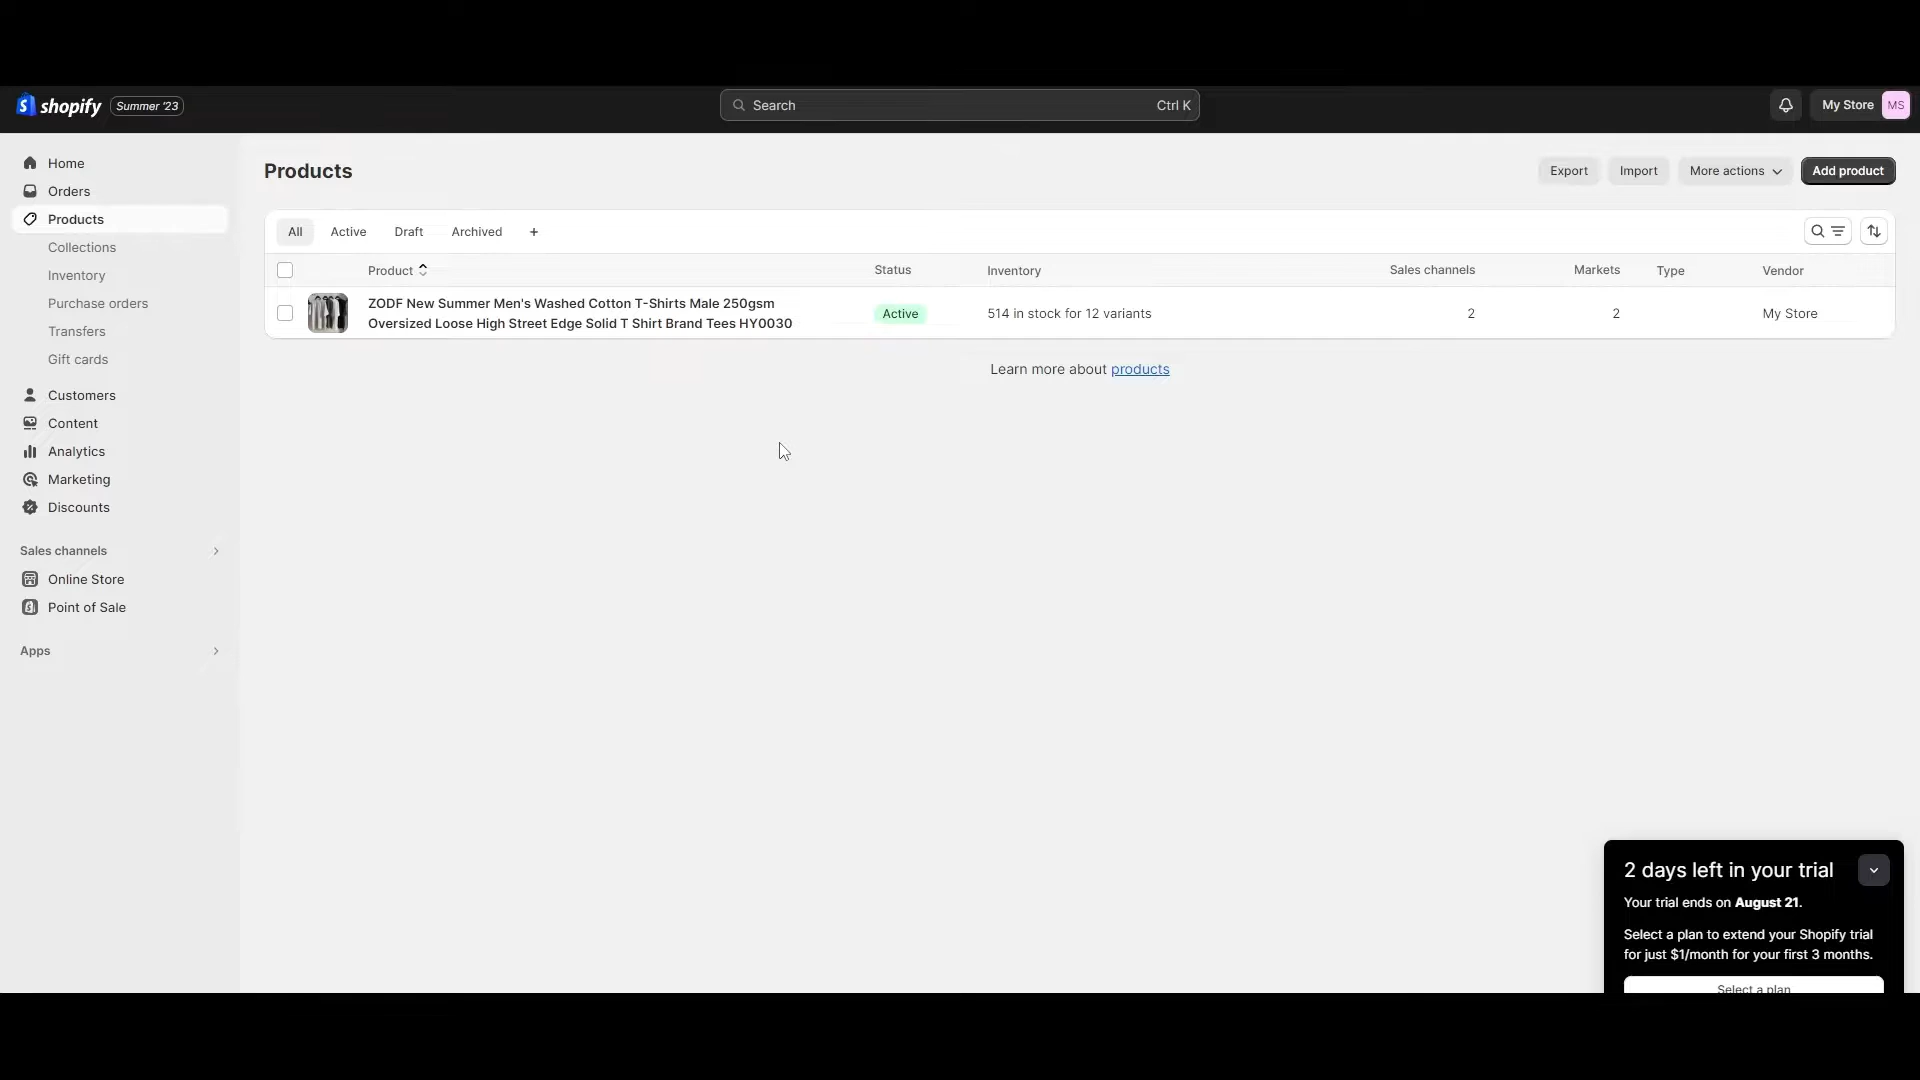 shopify Summer '23
Search Ctrl K
My Store MS
Home
Orders
Products
Collections
Inventory
Purchase orders
Transfers
Gift cards
Customers
Content
Analytics
Marketing
Discounts
Sales channels
Online Store
Point of Sale
Apps
Products
Export Import More actions Add product
All Active Draft Archived +
Product Status Inventory Sales channels Markets Type Vendor
ZODF New Summer Men's Washed Cotton T-Shirts Male 250gsm
Oversized Loose High Street Edge Solid T Shirt Brand Tees HY0030
Active 514 in stock for 12 variants 2 2 My Store
Learn more about products
2 days left in your trial
Your trial ends on August 21.
Select a plan to extend your Shopify trial
for just $1/month for your first 3 months.
Select a plan